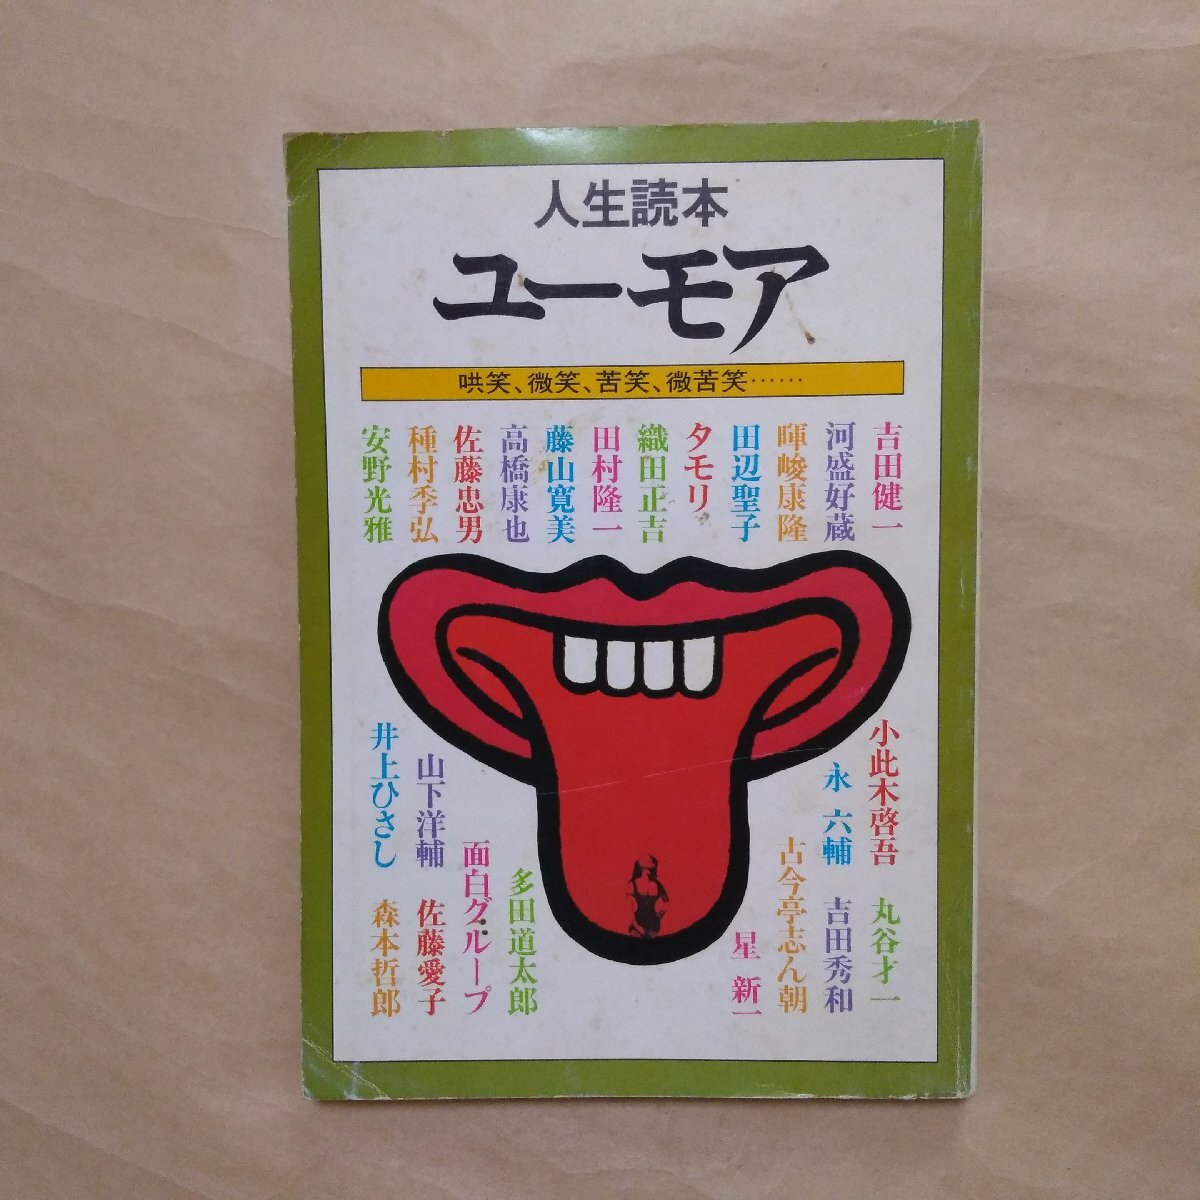 人生読本
ユーモア
哄笑、微笑、苦笑、微苦笑……
吉田健一
河盛好蔵
暉峻康隆
田辺聖子
タモリ
織田正吉
田村隆一
藤山寛美
高橋康也
佐藤忠男
種村季弘
安野光雅
小此木啓吾
丸谷才一
永六輔
吉田秀和
古今亭志ん朝
星新一
多田道太郎
面白グループ
山下洋輔
佐藤愛子
井上ひさし
森本哲郎